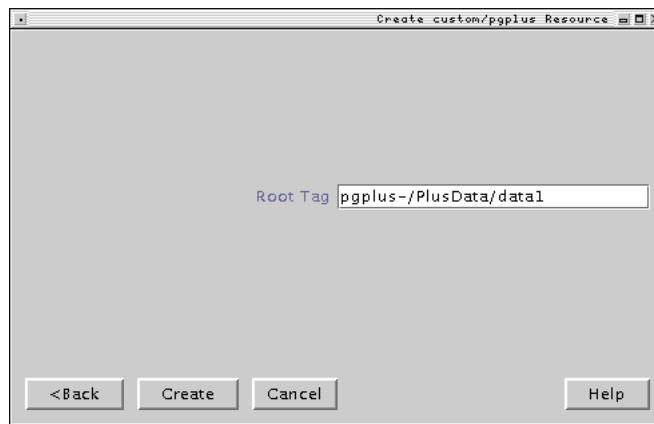 Create custom/pgplus Resource
Root Tag pgplus-/PlusData/data1
<Back Create Cancel Help